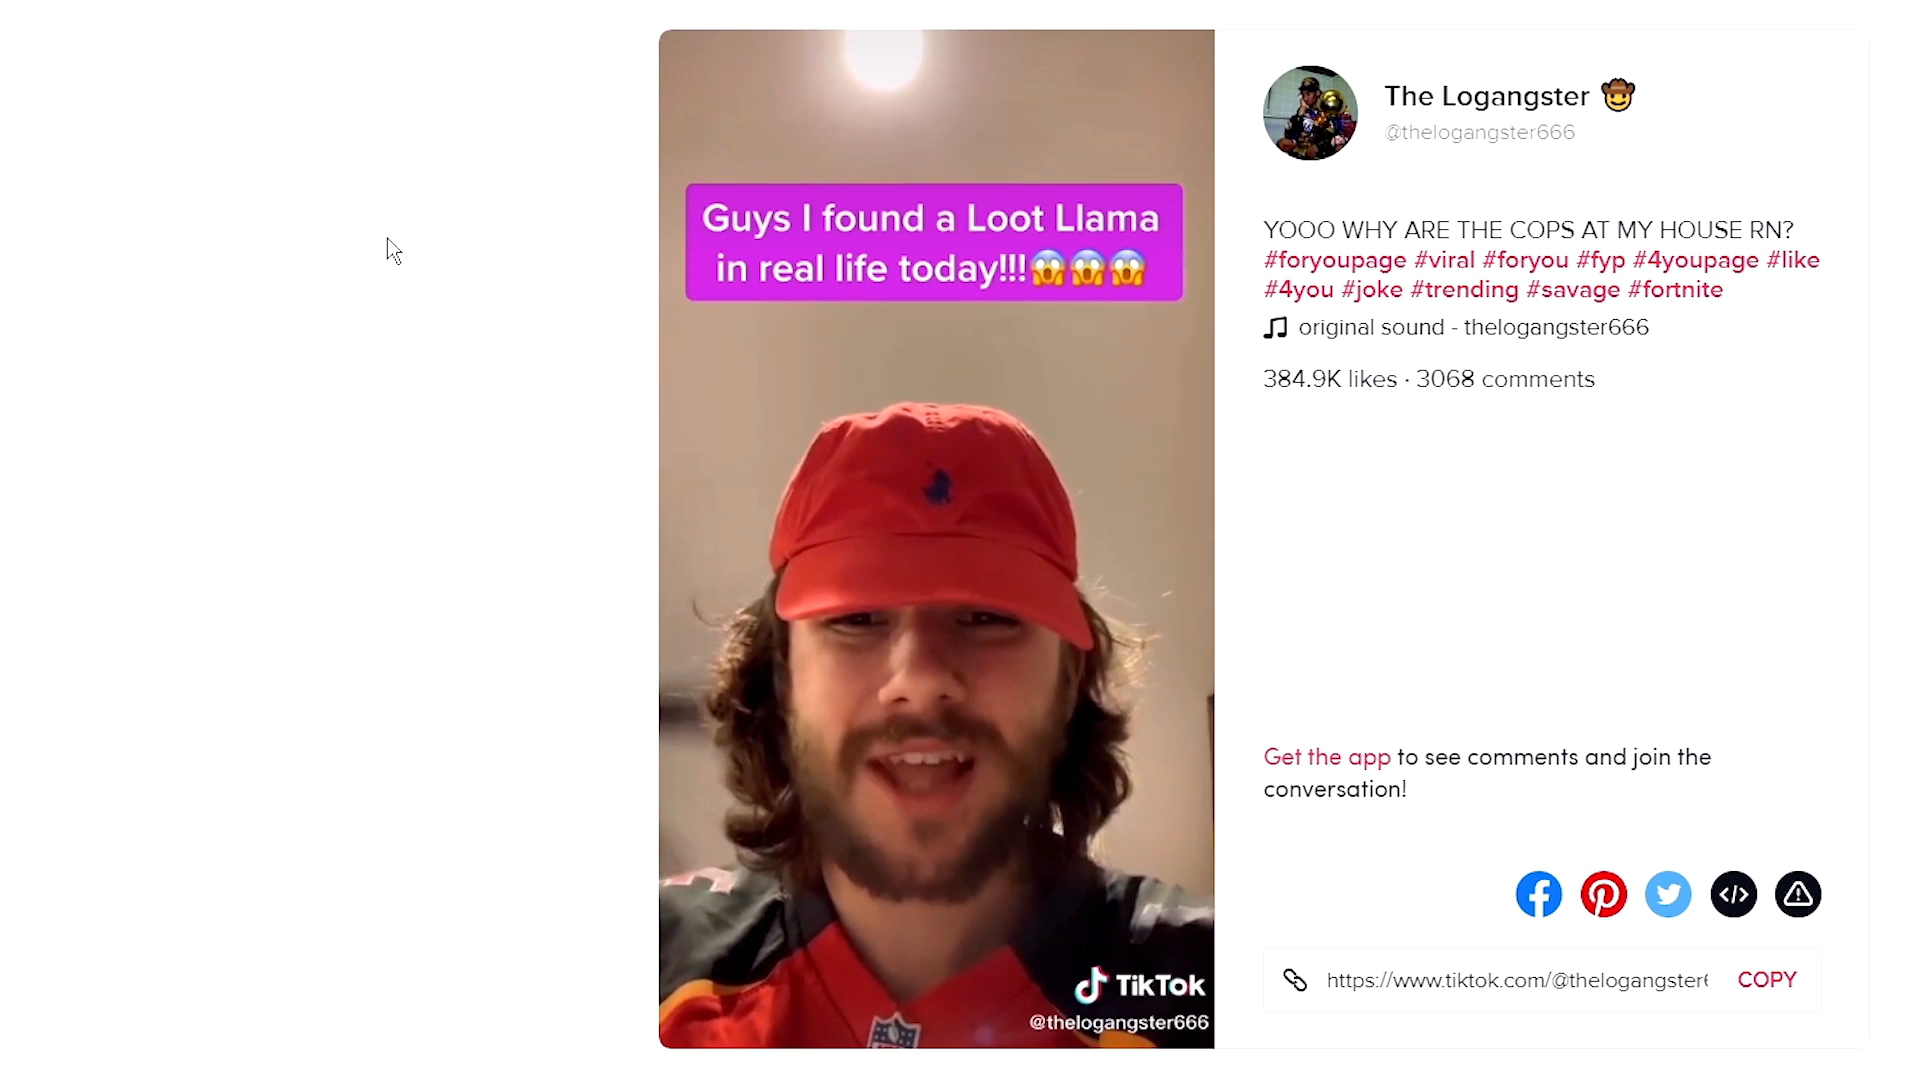 Guys I found a Loot Llama
in real life today!!!😱😱😱
TikTok
@thelogangster666
The Logangster 🤠
@thelogangster666
YOOO WHY ARE THE COPS AT MY HOUSE RN?
#foryoupage #viral #foryou #fyp #4youpage #like
#4you #joke #trending #savage #fortnite
original sound - thelogangster666
384.9K likes · 3068 comments
Get the app to see comments and join the
conversation!
https://www.tiktok.com/@thelogangster6
COPY